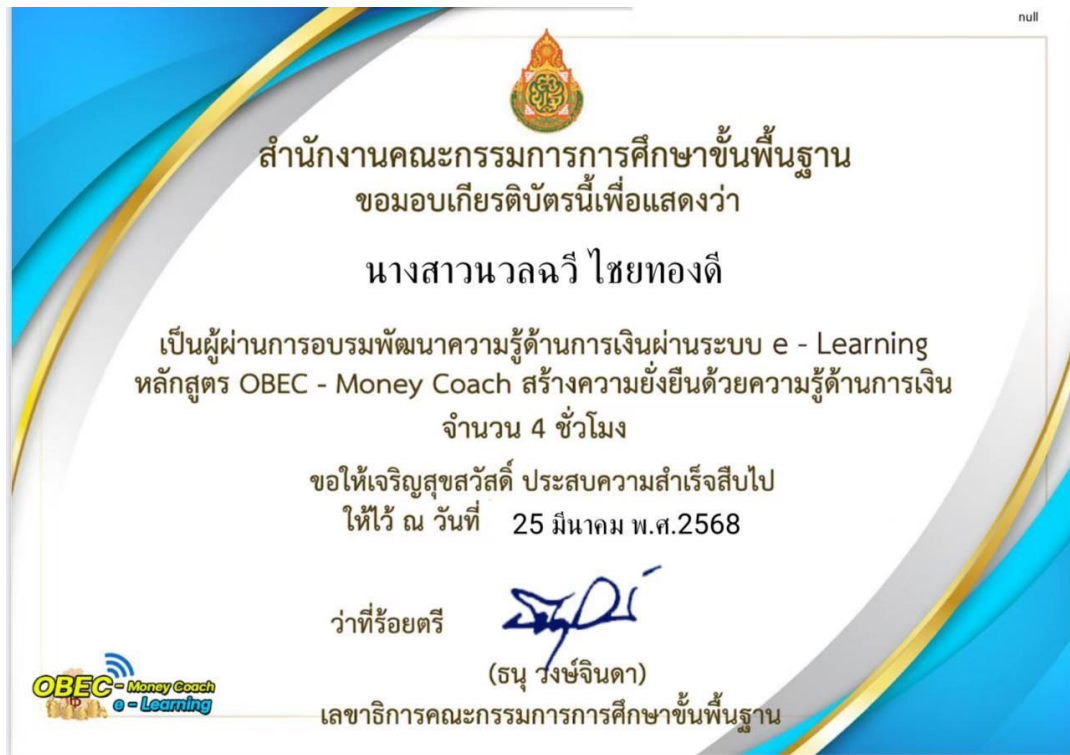 null
สำนักงานคณะกรรมการการศึกษาขั้นพื้นฐาน
ขอมอบเกียรติบัตรนี้เพื่อแสดงว่า
นางสาวนวลฉวี ไชยทองดี
เป็นผู้ผ่านการอบรมพัฒนาความรู้ด้านการเงินผ่านระบบ e - Learning
หลักสูตร OBEC - Money Coach สร้างความยั่งยืนด้วยความรู้ด้านการเงิน
จำนวน 4 ชั่วโมง
ขอให้เจริญสุขสวัสดิ์ ประสบความสำเร็จสืบไป
ให้ไว้ ณ วันที่ 25 มีนาคม พ.ศ.2568
ว่าที่ร้อยตรี
(ธนุ วงษ์จินดา)
เลขาธิการคณะกรรมการการศึกษาขั้นพื้นฐาน
OBEC - Money Coach
e - Learning